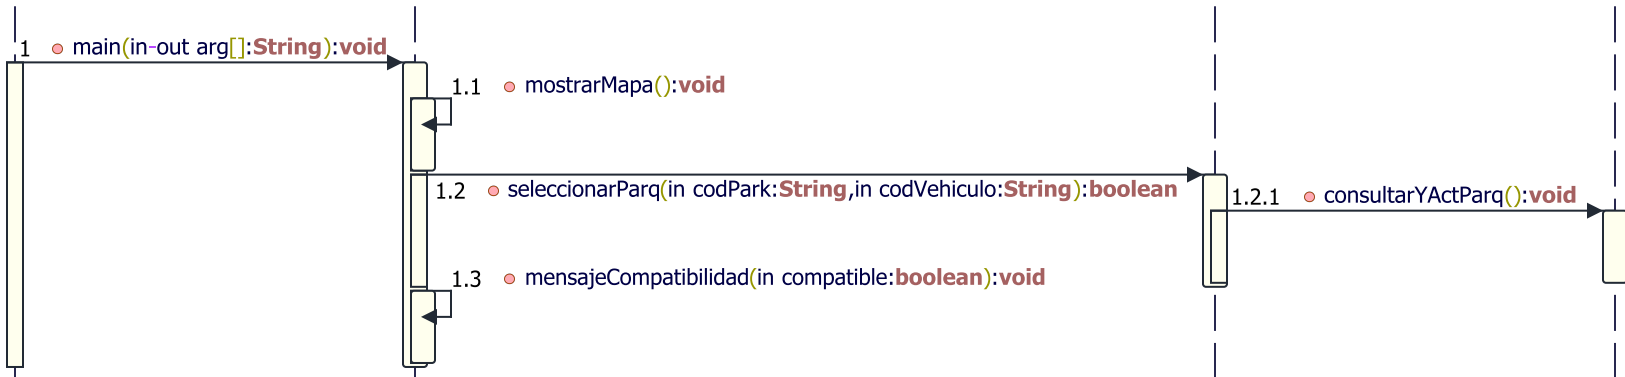 1 main(in-out arg[]:String):void
1.1 mostrarMapa():void
1.2 seleccionarParq(in codPark:String,in codVehiculo:String):boolean
1.2.1 consultarYActParq():void
1.3 mensajeCompatibilidad(in compatible:boolean):void